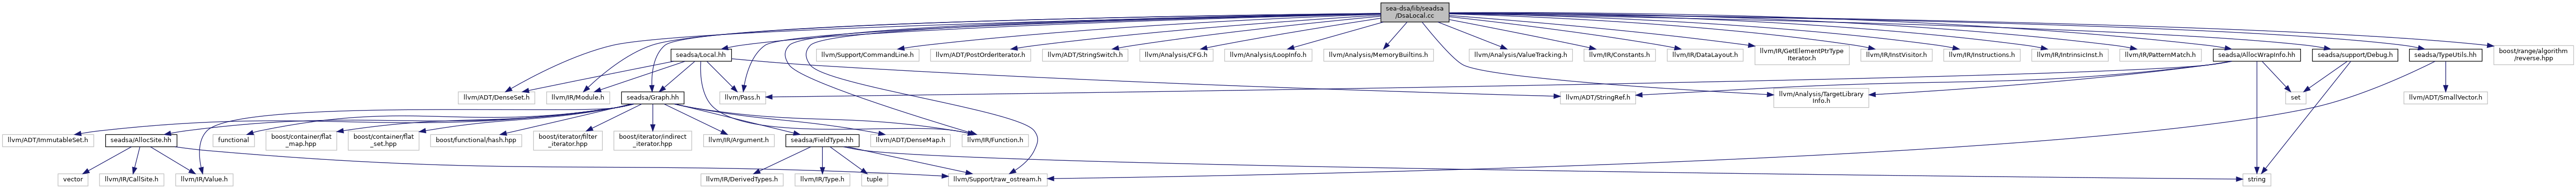 sea-dsa/lib/seadsa
/DsaLocal.cc
seadsa/Local.hh
llvm/Support/CommandLine.h
llvm/ADT/PostOrderIterator.h
llvm/ADT/StringSwitch.h
llvm/Analysis/CFG.h
llvm/Analysis/LoopInfo.h
llvm/Analysis/MemoryBuiltins.h
llvm/Analysis/ValueTracking.h
llvm/IR/Constants.h
llvm/IR/DataLayout.h
llvm/IR/GetElementPtrType
Iterator.h
llvm/IR/InstVisitor.h
llvm/IR/Instructions.h
llvm/IR/IntrinsicInst.h
llvm/IR/PatternMatch.h
seadsa/AllocWrapInfo.hh
seadsa/support/Debug.h
seadsa/TypeUtils.hh
boost/range/algorithm
/reverse.hpp
llvm/ADT/DenseSet.h
llvm/IR/Module.h
seadsa/Graph.hh
llvm/Pass.h
llvm/ADT/StringRef.h
llvm/Analysis/TargetLibrary
Info.h
set
llvm/ADT/SmallVector.h
llvm/ADT/ImmutableSet.h
seadsa/AllocSite.hh
functional
boost/container/flat
_map.hpp
boost/container/flat
_set.hpp
boost/functional/hash.hpp
boost/iterator/filter
_iterator.hpp
boost/iterator/indirect
_iterator.hpp
llvm/IR/Argument.h
seadsa/FieldType.hh
llvm/ADT/DenseMap.h
llvm/IR/Function.h
vector
llvm/IR/CallSite.h
llvm/IR/Value.h
llvm/IR/DerivedTypes.h
llvm/IR/Type.h
tuple
llvm/Support/raw_ostream.h
string